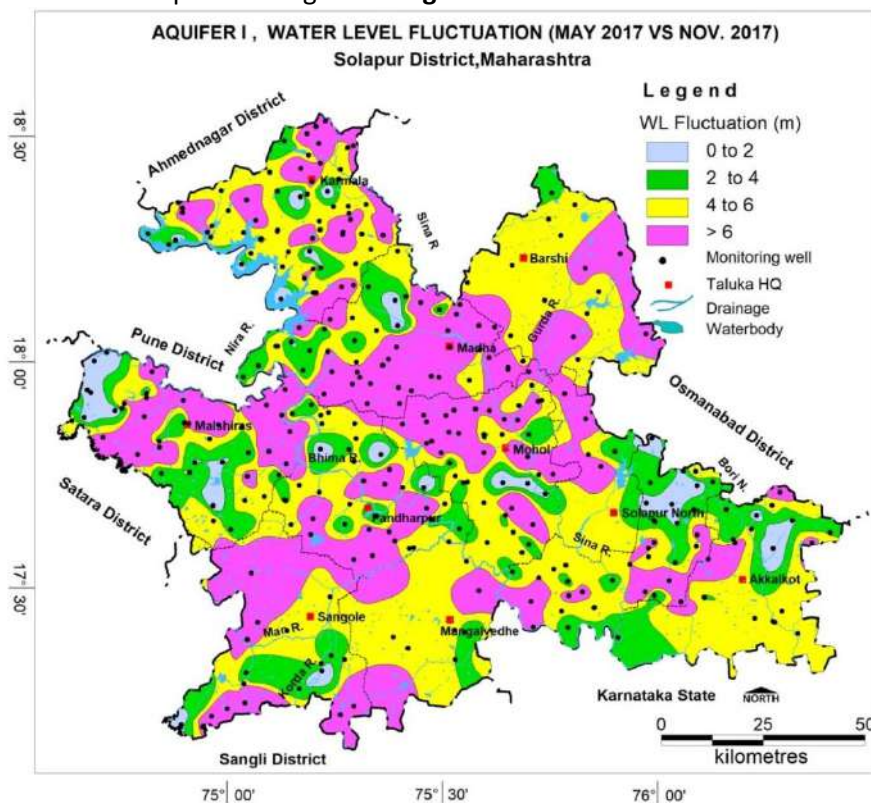 AQUIFER I , WATER LEVEL FLUCTUATION (MAY 2017 VS NOV. 2017)
Solapur District,Maharashtra
Legend
WL Fluctuation (m)
0 to 2
2 to 4
4 to 6
> 6
Monitoring well
Taluka HQ
Drainage
Waterbody
Ahmednagar District
18° 30'
Karmala
Sina R.
Barshi
Gurda R.
Nira R.
Madha
Pune District
18° 00'
Osmanabad District
Malshiras
Bhima R.
Mohol
Bori N.
Satara District
Pandharpur
Solapur North
Sina R.
17° 30'
Akkalkot
Sangole
Man R.
Mangalvedhe
Korda R.
Karnataka State
NORTH
0 25 50
kilometres
Sangli District
75° 00'
75° 30'
76° 00'